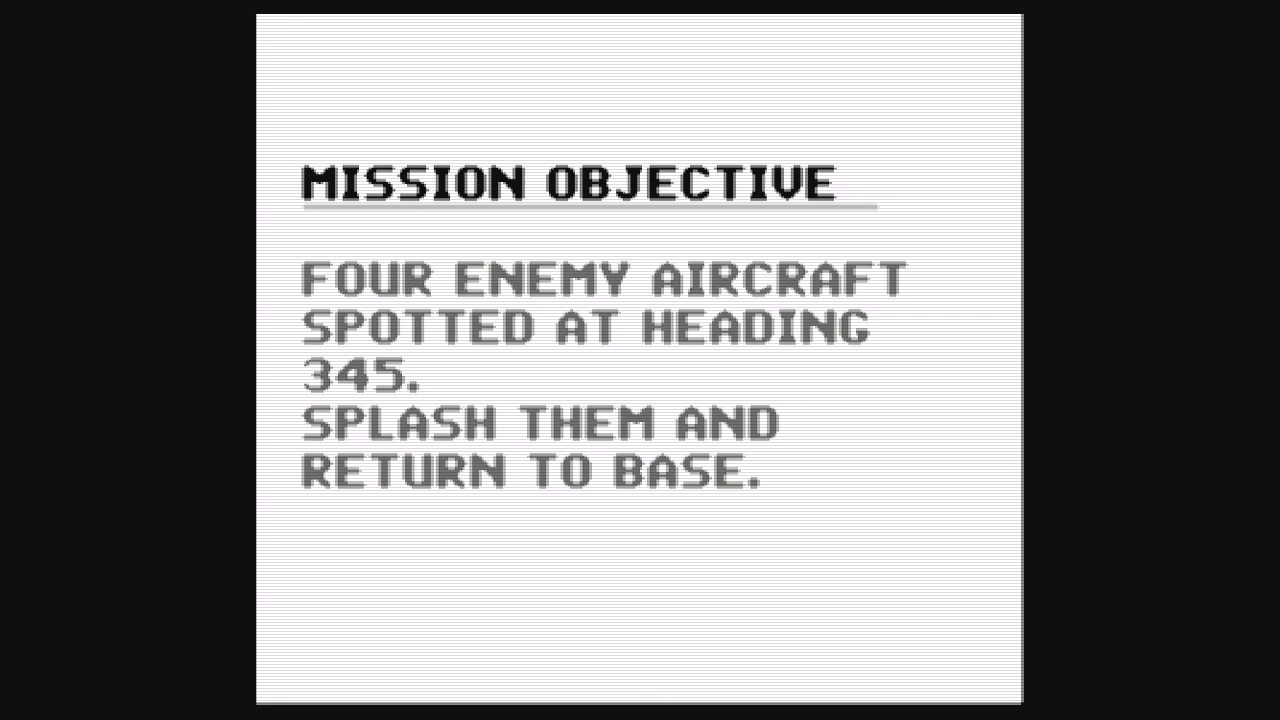 MISSION OBJECTIVE
FOUR ENEMY AIRCRAFT
SPOTTED AT HEADING
345.
SPLASH THEM AND
RETURN TO BASE.